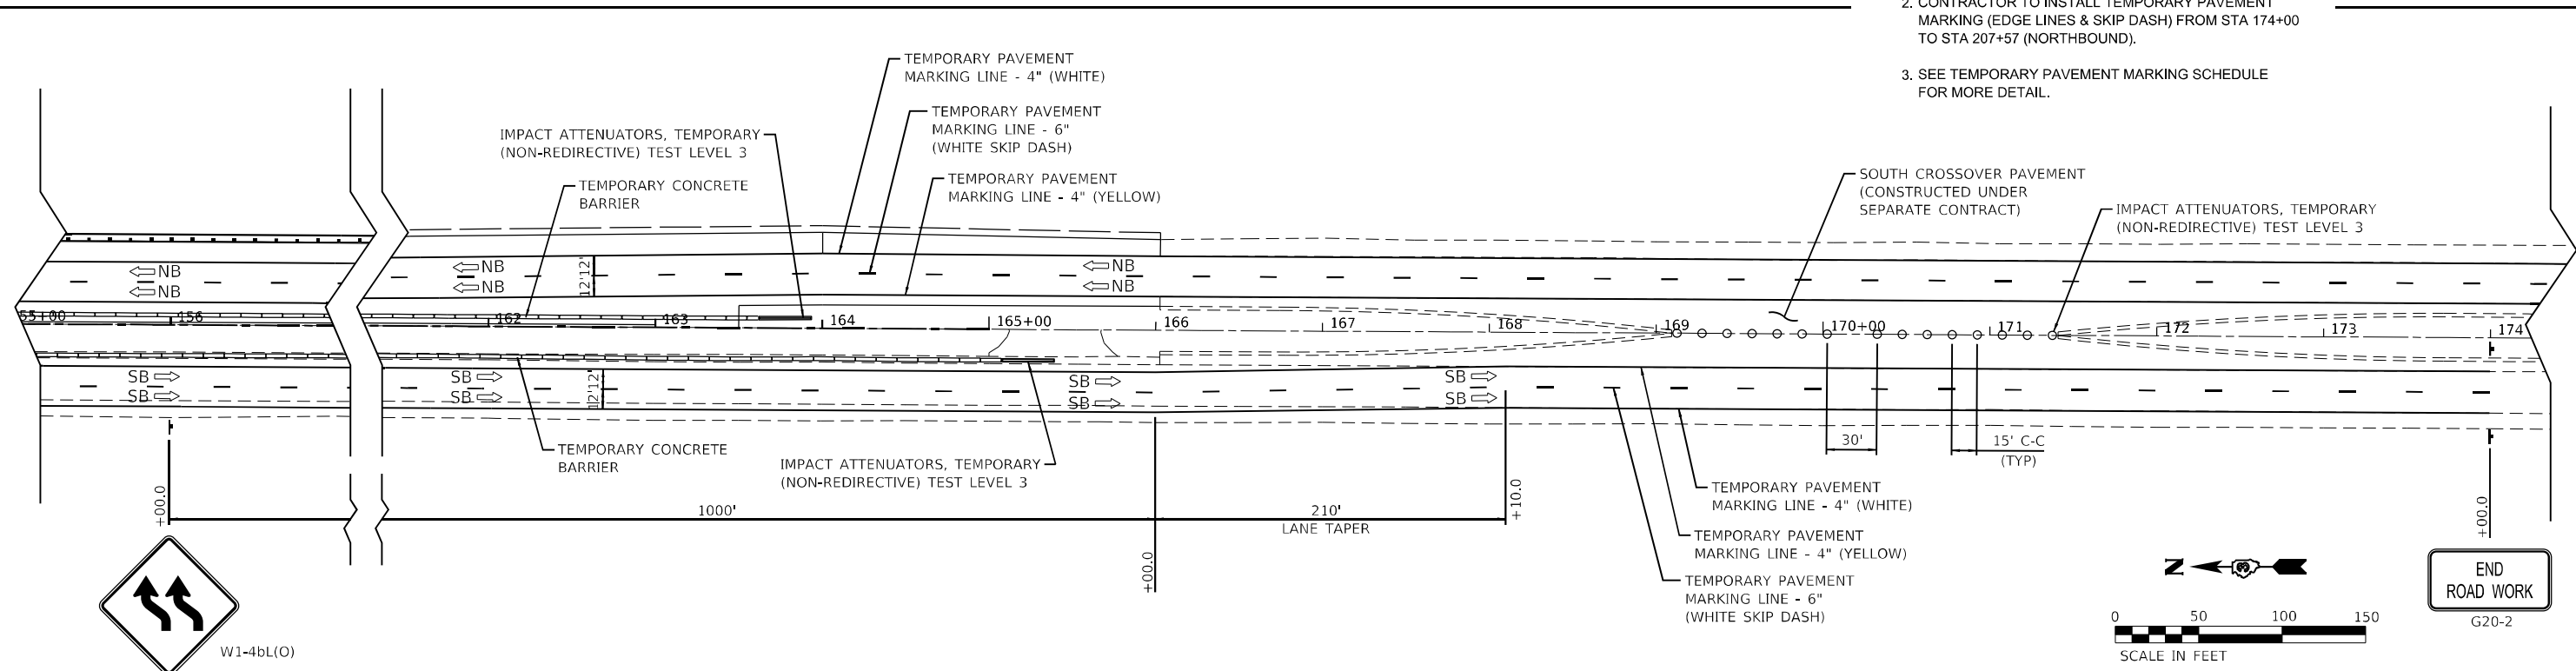 2. CONTRACTOR TO INSTALL TEMPORARY PAVEMENT
MARKING (EDGE LINES & SKIP DASH) FROM STA 174+00
TO STA 207+57 (NORTHBOUND).
3. SEE TEMPORARY PAVEMENT MARKING SCHEDULE
FOR MORE DETAIL.
TEMPORARY PAVEMENT
MARKING LINE - 4" (WHITE)
TEMPORARY PAVEMENT
MARKING LINE - 6"
(WHITE SKIP DASH)
IMPACT ATTENUATORS, TEMPORARY
(NON-REDIRECTIVE) TEST LEVEL 3
TEMPORARY CONCRETE
BARRIER
TEMPORARY PAVEMENT
MARKING LINE - 4" (YELLOW)
SOUTH CROSSOVER PAVEMENT
(CONSTRUCTED UNDER
SEPARATE CONTRACT)
IMPACT ATTENUATORS, TEMPORARY
(NON-REDIRECTIVE) TEST LEVEL 3
NB
NB
NB
NB
NB
NB
12'
12'
55+00
156
162
163
164
165+00
166
167
168
169
170+00
171
172
173
174
SB
SB
SB
SB
SB
SB
SB
SB
12'
12'
TEMPORARY CONCRETE
BARRIER
IMPACT ATTENUATORS, TEMPORARY
(NON-REDIRECTIVE) TEST LEVEL 3
30'
15' C-C
(TYP)
TEMPORARY PAVEMENT
MARKING LINE - 4" (WHITE)
TEMPORARY PAVEMENT
MARKING LINE - 4" (YELLOW)
TEMPORARY PAVEMENT
MARKING LINE - 6"
(WHITE SKIP DASH)
+00.0
1000'
+00.0
210'
LANE TAPER
+10.0
+00.0
W1-4bL(O)
N
0 50 100 150
SCALE IN FEET
END
ROAD WORK
G20-2